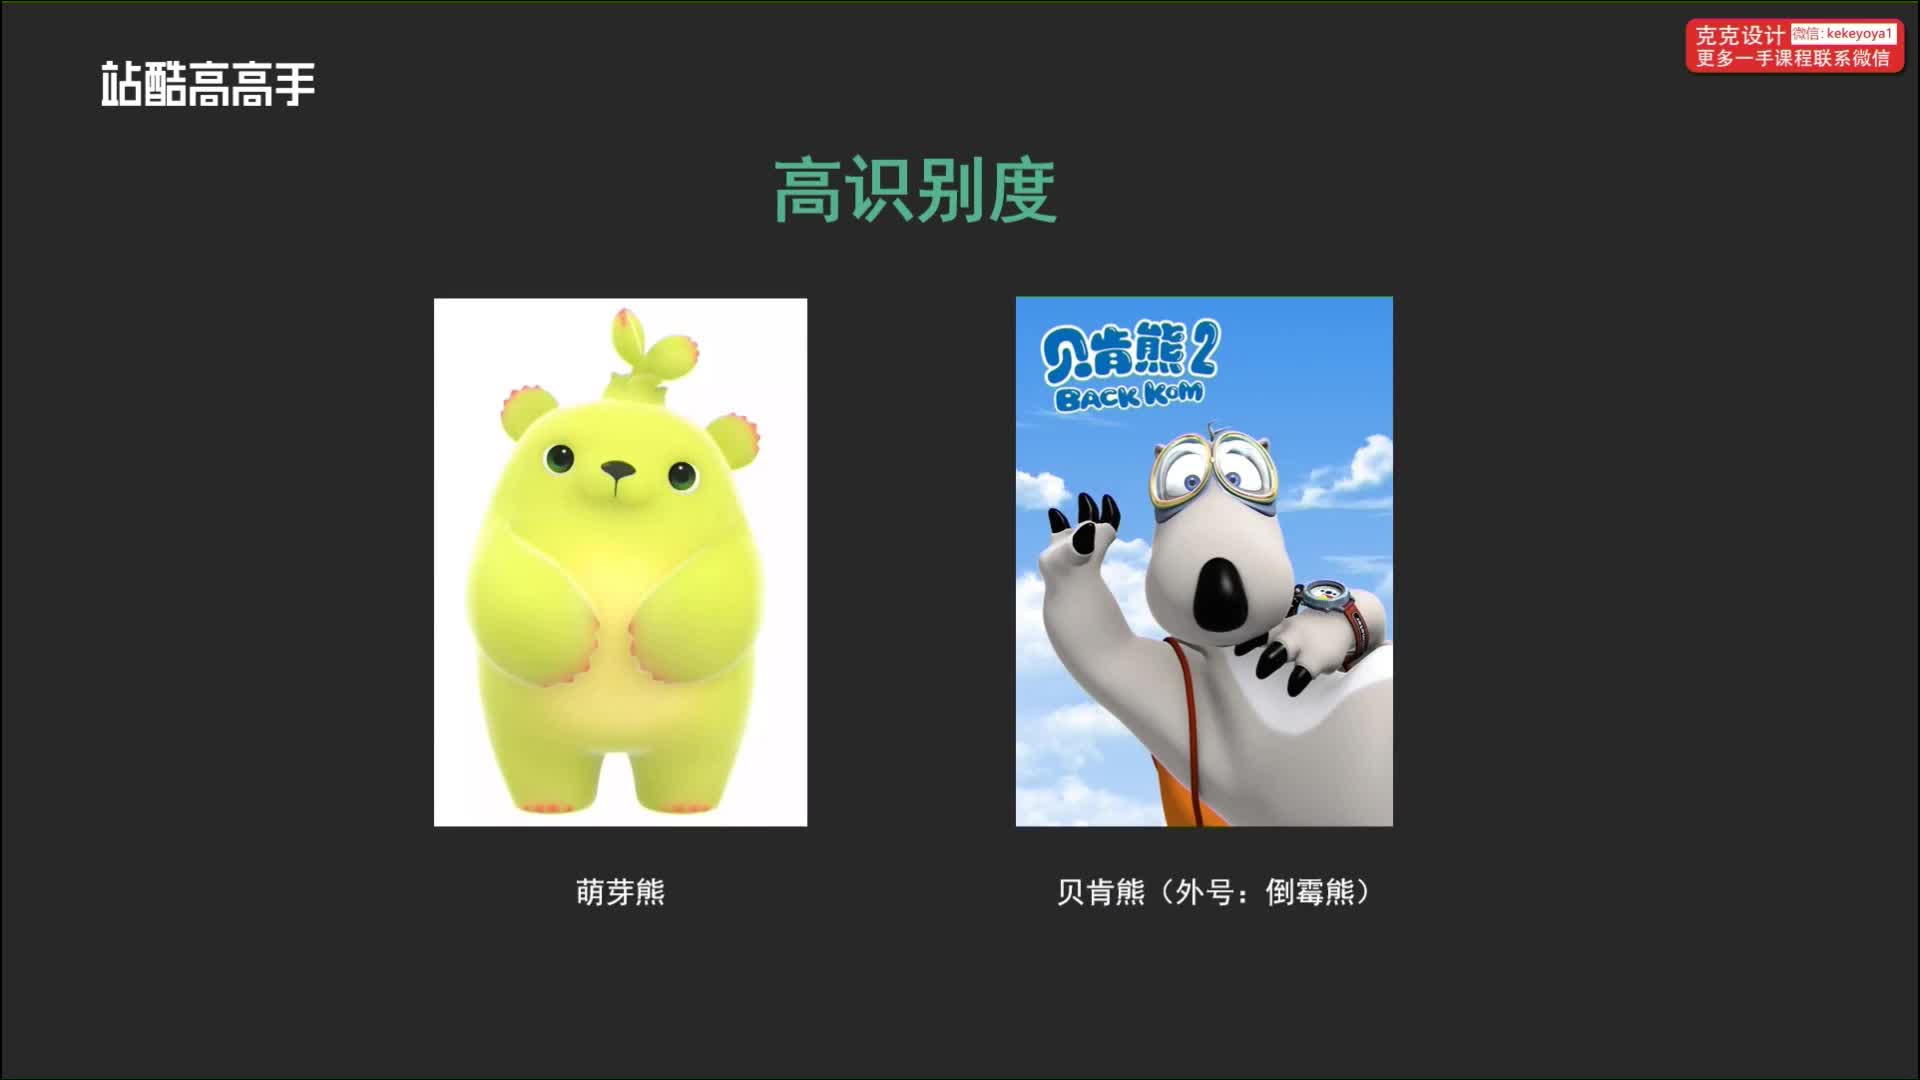 站酷高高手
克克设计 微信: kekeyoya1
更多一手课程联系微信
高识别度
贝肯熊2
BACK KOM
萌芽熊
贝肯熊（外号：倒霉熊）